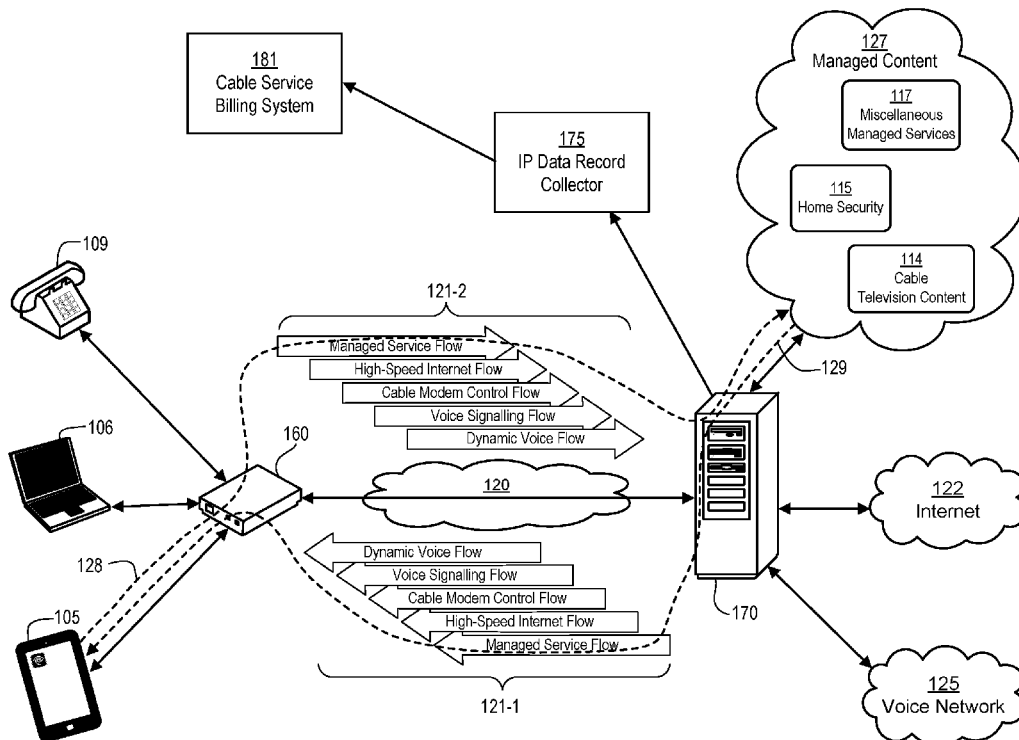 127
Managed Content
117
Miscellaneous
Managed Services
115
Home Security
114
Cable
Television Content
129
181
Cable Service
Billing System
175
IP Data Record
Collector
109
121-2
Managed Service Flow
High-Speed Internet Flow
Cable Modem Control Flow
Voice Signalling Flow
Dynamic Voice Flow
106
160
120
122
Internet
128
Dynamic Voice Flow
Voice Signalling Flow
Cable Modem Control Flow
High-Speed Internet Flow
Managed Service Flow
170
105
121-1
125
Voice Network